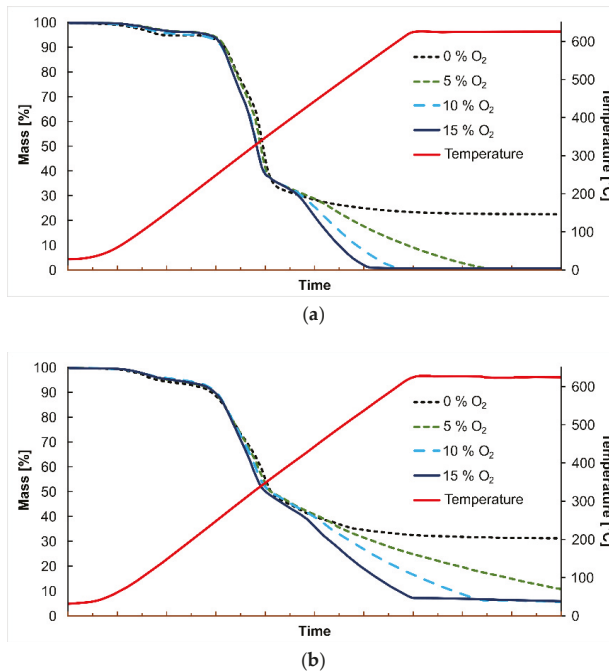 100
90
80
70
60
50
40
30
20
10
0
Mass [%]
600
500
400
300
200
100
0
Temperature [°C]
0 % O₂
5 % O₂
10 % O₂
15 % O₂
Temperature
Time
(a)
100
90
80
70
60
50
40
30
20
10
0
Mass [%]
600
500
400
300
200
100
0
Temperature [°C]
0 % O₂
5 % O₂
10 % O₂
15 % O₂
Temperature
Time
(b)